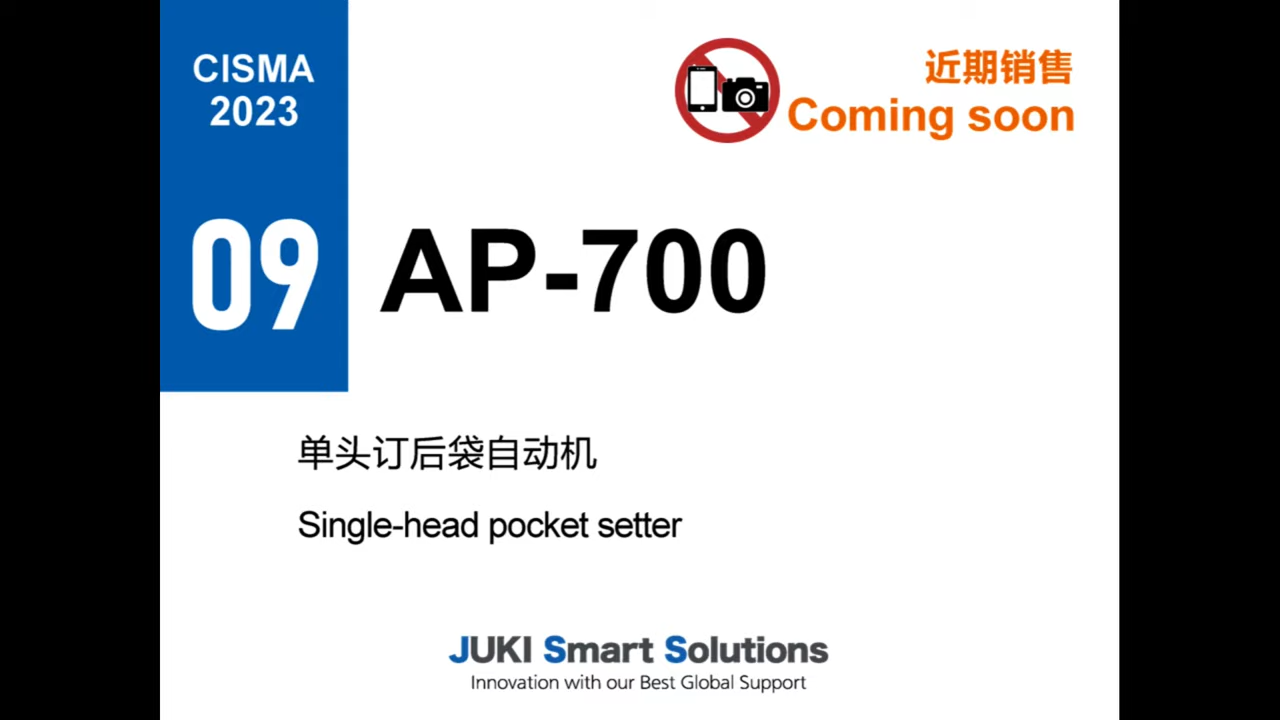 CISMA
2023
近期销售
Coming soon
09
AP-700
单头订后袋自动机
Single-head pocket setter
JUKI Smart Solutions
Innovation with our Best Global Support